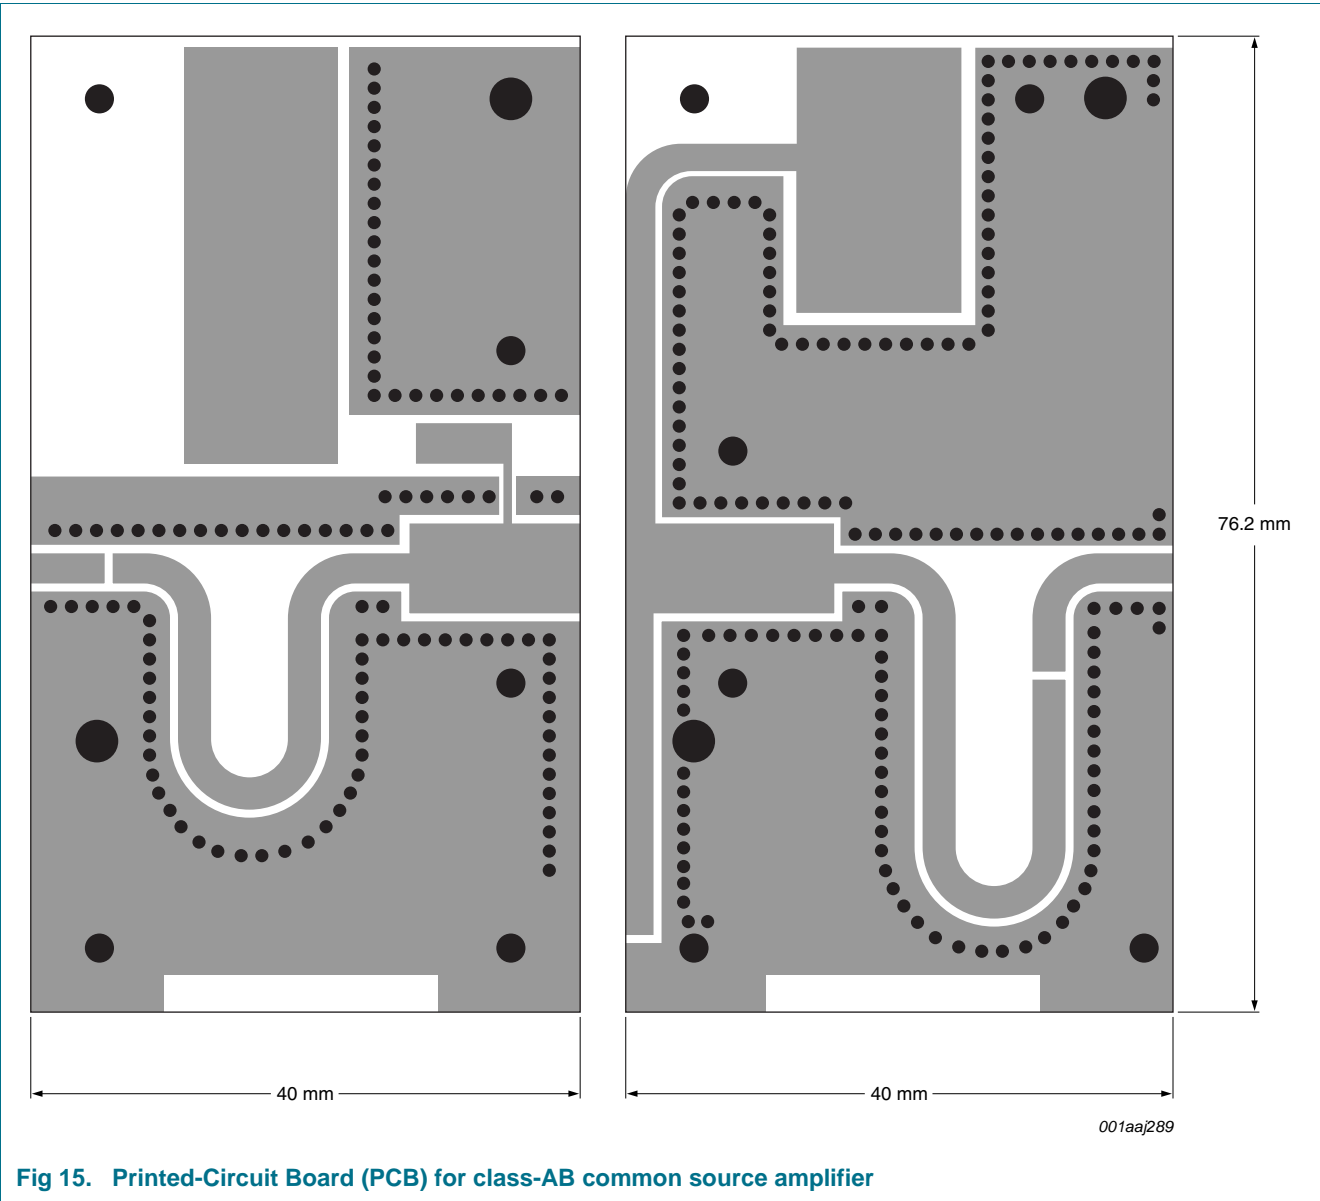 76.2 mm
40 mm
40 mm
001aaj289
Fig 15. Printed-Circuit Board (PCB) for class-AB common source amplifier